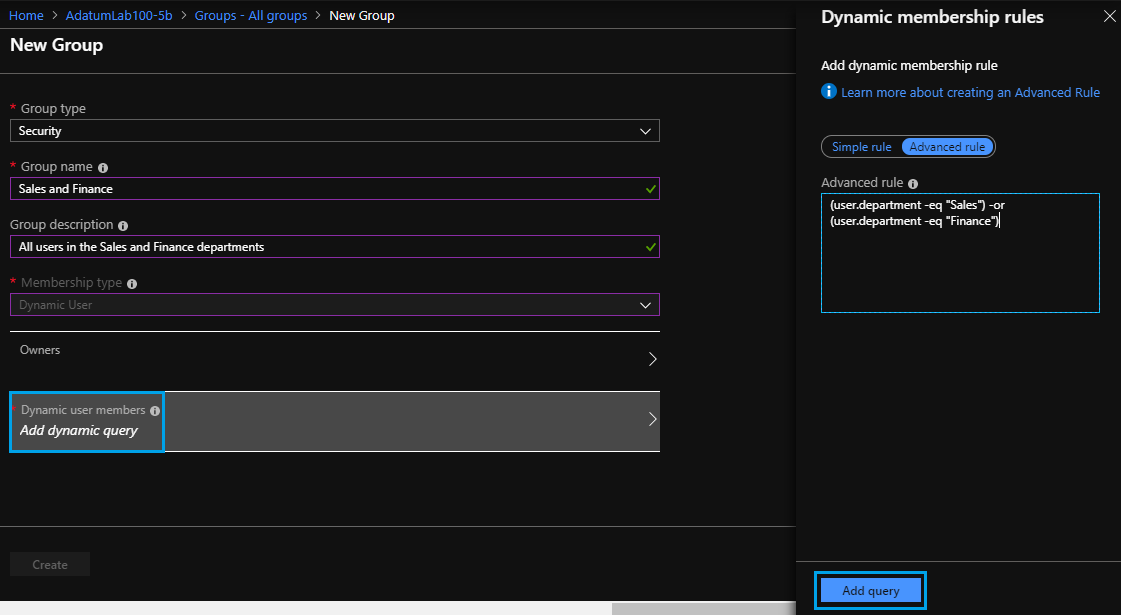 Home > AdatumLab100-5b > Groups - All groups > New Group
New Group
* Group type
Security
* Group name
Sales and Finance
Group description
All users in the Sales and Finance departments
* Membership type
Dynamic User
Owners
* Dynamic user members
Add dynamic query
Create
Dynamic membership rules
Add dynamic membership rule
Learn more about creating an Advanced Rule
Simple rule Advanced rule
Advanced rule
(user.department -eq "Sales") -or
(user.department -eq "Finance")
Add query